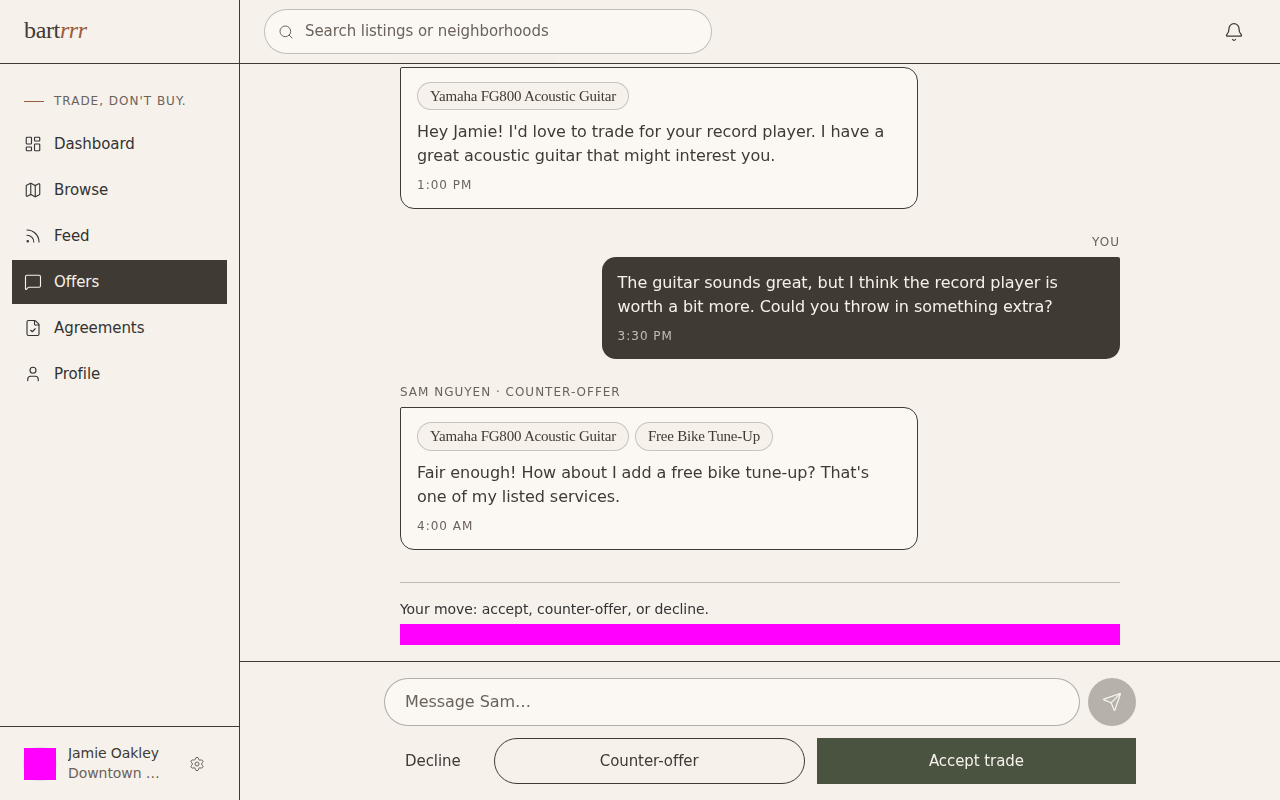 bartrrr
Search listings or neighborhoods
TRADE, DON'T BUY.
Dashboard
Browse
Feed
Offers
Agreements
Profile
Jamie Oakley
Downtown …
Yamaha FG800 Acoustic Guitar
Hey Jamie! I'd love to trade for your record player. I have a
great acoustic guitar that might interest you.
1:00 PM
YOU
The guitar sounds great, but I think the record player is
worth a bit more. Could you throw in something extra?
3:30 PM
SAM NGUYEN · COUNTER-OFFER
Yamaha FG800 Acoustic Guitar
Free Bike Tune-Up
Fair enough! How about I add a free bike tune-up? That's
one of my listed services.
4:00 AM
Your move: accept, counter-offer, or decline.
Message Sam…
Decline
Counter-offer
Accept trade